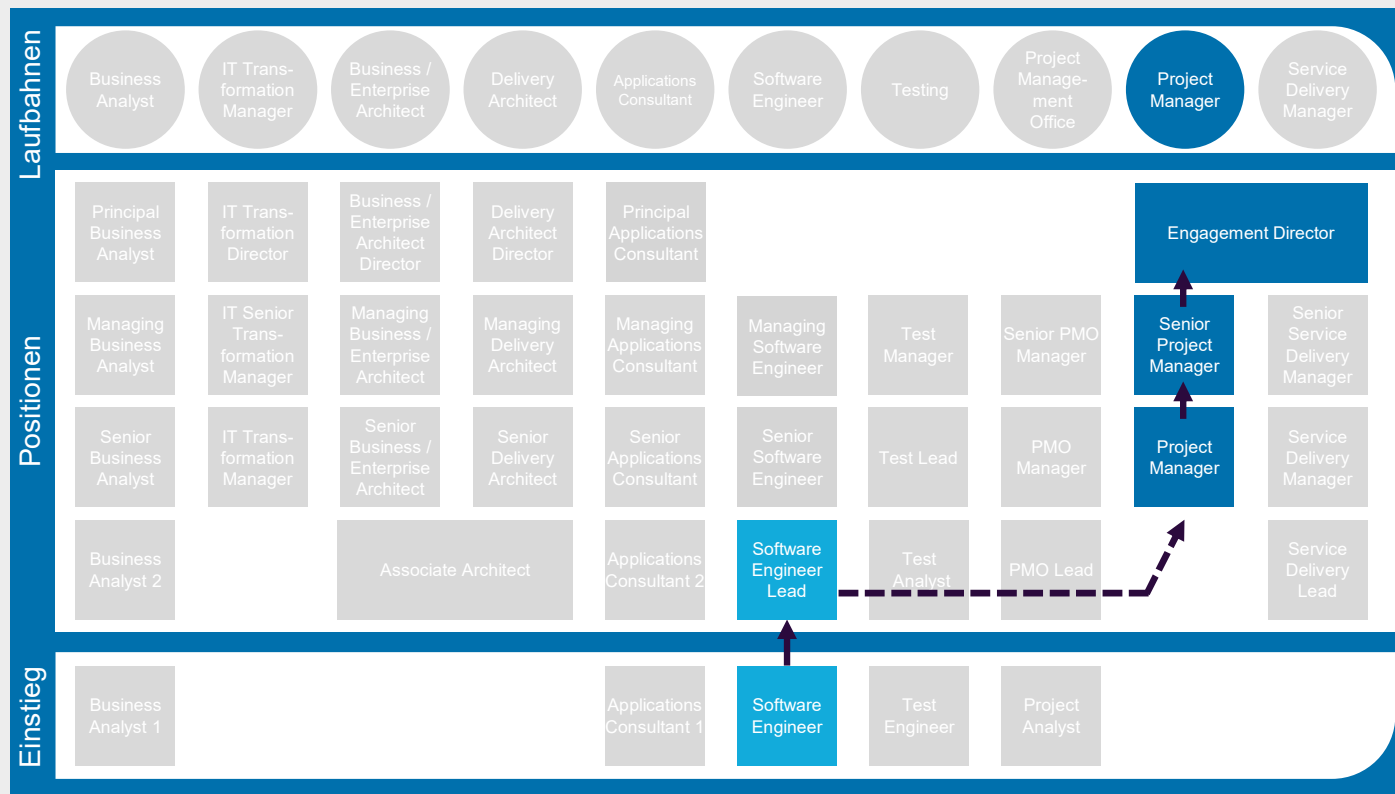 Laufbahnen
Business
Analyst
IT Trans-
formation
Manager
Business /
Enterprise
Architect
Delivery
Architect
Applications
Consultant
Software
Engineer
Testing
Project
Manage-
ment
Office
Project
Manager
Service
Delivery
Manager
Positionen
Principal
Business
Analyst
IT Trans-
formation
Director
Business /
Enterprise
Architect
Director
Delivery
Architect
Director
Principal
Applications
Consultant
Engagement Director
Managing
Business
Analyst
IT Senior
Trans-
formation
Manager
Managing
Business /
Enterprise
Architect
Managing
Delivery
Architect
Managing
Applications
Consultant
Managing
Software
Engineer
Test
Manager
Senior PMO
Manager
Senior
Project
Manager
Senior
Service
Delivery
Manager
Senior
Business
Analyst
IT Trans-
formation
Manager
Senior
Business /
Enterprise
Architect
Senior
Delivery
Architect
Senior
Applications
Consultant
Senior
Software
Engineer
Test Lead
PMO
Manager
Project
Manager
Service
Delivery
Manager
Business
Analyst 2
Associate Architect
Applications
Consultant 2
Software
Engineer
Lead
Test
Analyst
PMO Lead
Service
Delivery
Lead
Einstieg
Business
Analyst 1
Applications
Consultant 1
Software
Engineer
Test
Engineer
Project
Analyst